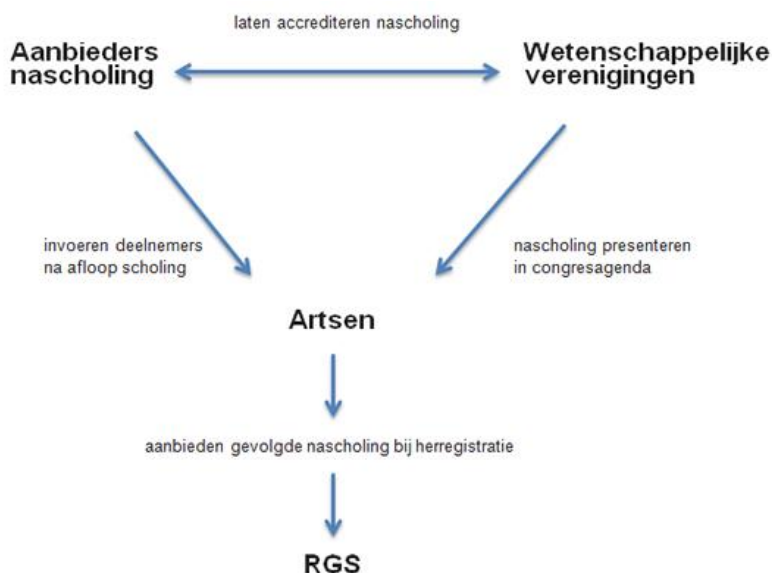 laten accrediteren nascholing
Aanbieders
nascholing
Wetenschappelijke
verenigingen
invoeren deelnemers
na afloop scholing
nascholing presenteren
in congresagenda
Artsen
aanbieden gevolgde nascholing bij herregistratie
RGS